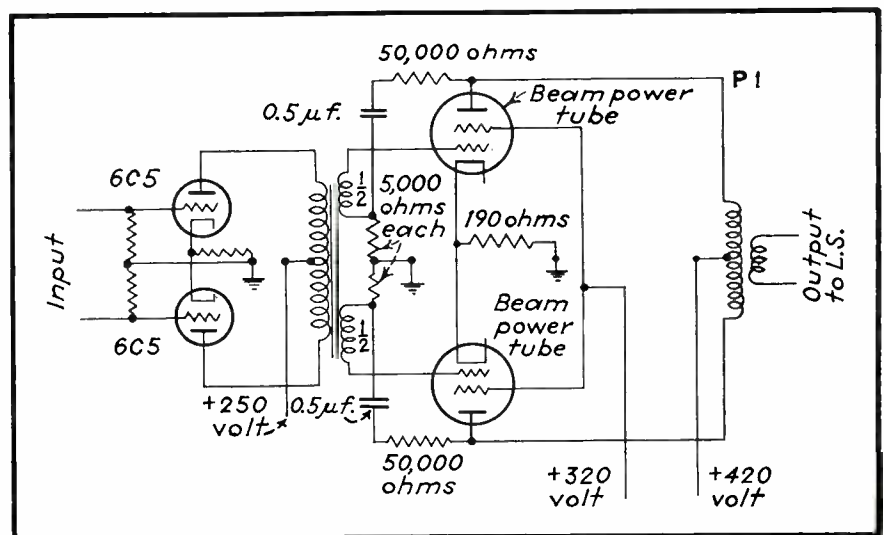 50,000 ohms
P1
Beam power
tube
0.5 µf.
6C5
1/2
5,000
ohms
each
190 ohms
Input
Output
to L.S.
Beam
power
tube
1/2
6C5
+250
volt
0.5 µf.
50,000
ohms
+320
volt
+420
volt